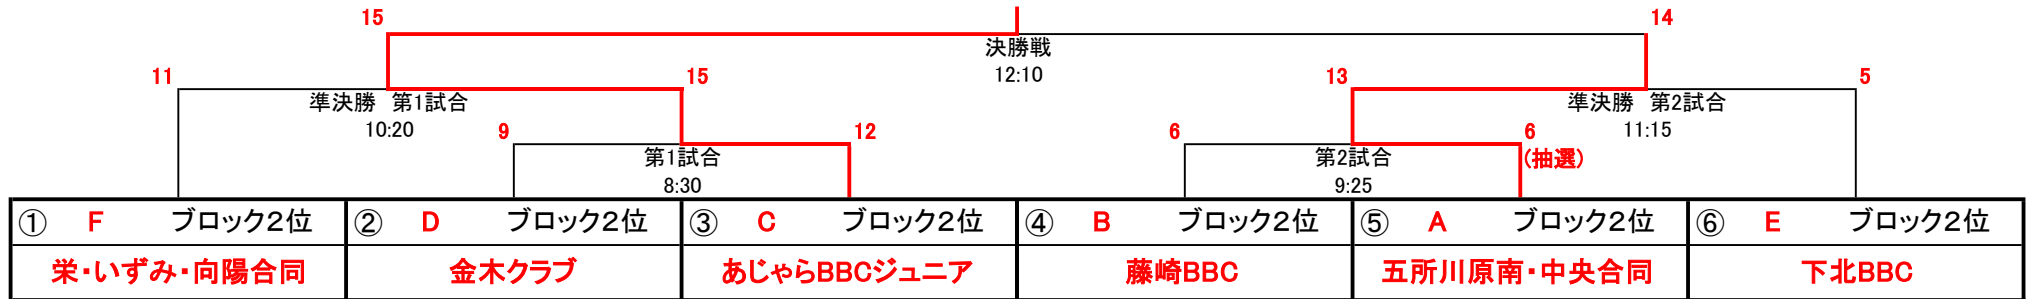 15
14
決勝戦
12:10
11
15
13
5
準決勝 第1試合
10:20
準決勝 第2試合
11:15
9
12
6
6
(抽選)
第1試合
8:30
第2試合
9:25
① F ブロック2位
② D ブロック2位
③ C ブロック2位
④ B ブロック2位
⑤ A ブロック2位
⑥ E ブロック2位
栄・いずみ・向陽合同
金木クラブ
あじゃらBBCジュニア
藤崎BBC
五所川原南・中央合同
下北BBC